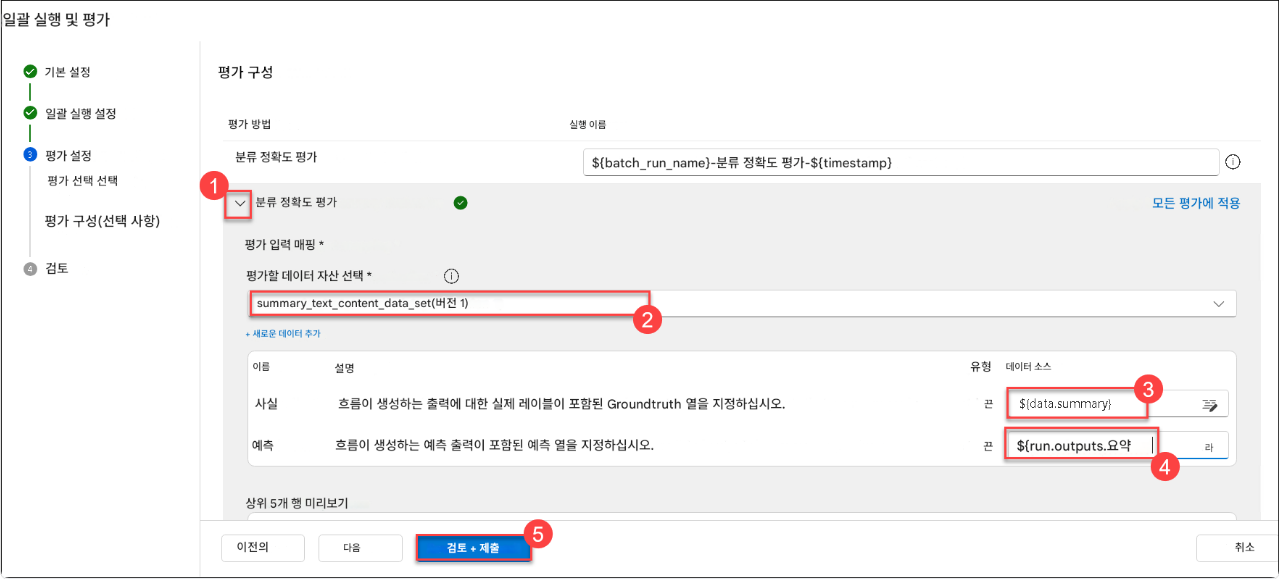 일괄 실행 및 평가
기본 설정
일괄 실행 설정
3 평가 설정
평가 선택 선택
평가 구성(선택 사항)
4 검토
평가 구성
평가 방법 실행 이름
분류 정확도 평가 ${batch_run_name}-분류 정확도 평가-${timestamp}
1
분류 정확도 평가 모든 평가에 적용
평가 입력 매핑 *
평가할 데이터 자산 선택 *
summary_text_content_data_set(버전 1)
2
+ 새로운 데이터 추가
이름 설명 유형 데이터 소스
3
사실 흐름이 생성하는 출력에 대한 실제 레이블이 포함된 Groundtruth 열을 지정하십시오. 끈 ${data.summary}
예측 흐름이 생성하는 예측 출력이 포함된 예측 열을 지정하십시오. 끈 ${run.outputs.요약 라
4
상위 5개 행 미리보기
5
이전의 다음 검토 + 제출 취소